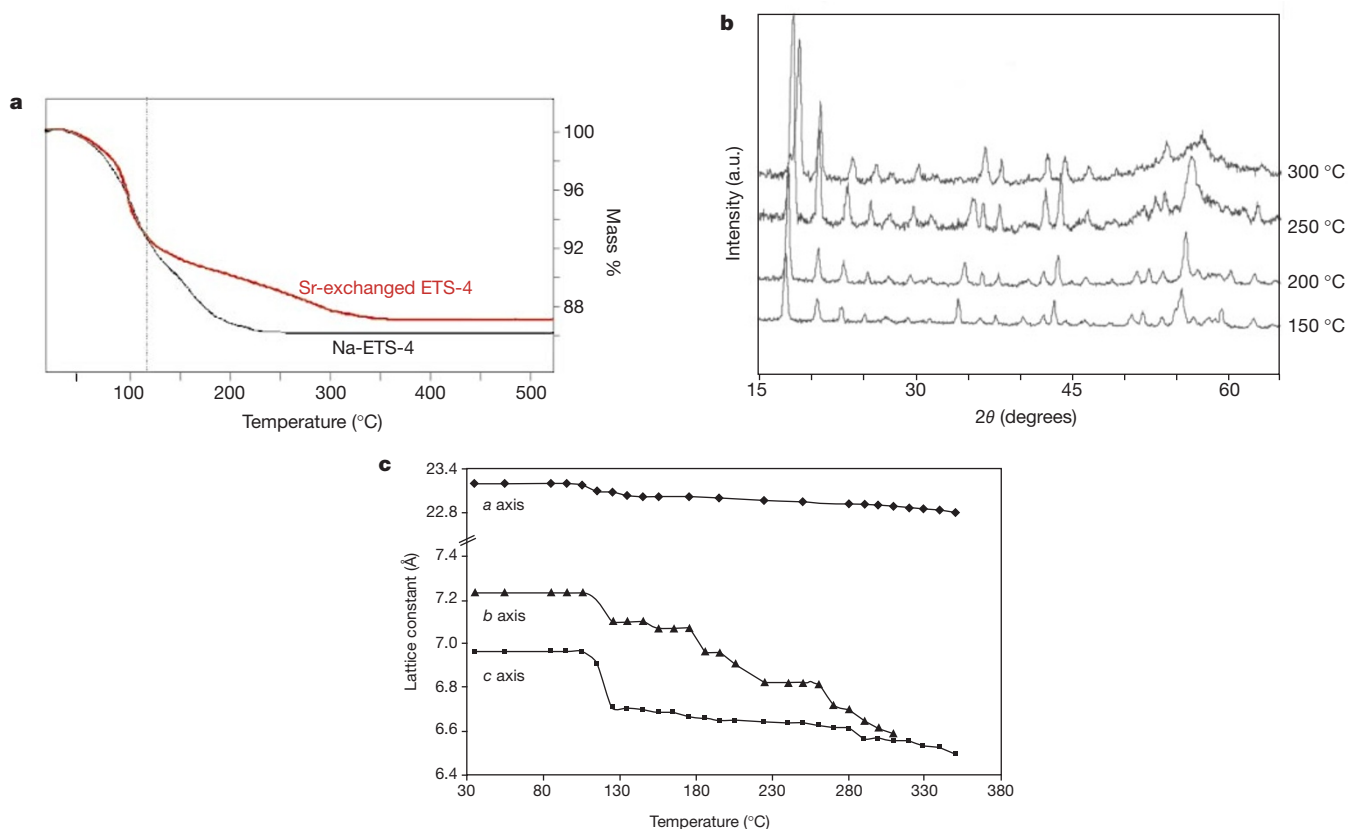 a
100
96
92
88
Mass %
Sr-exchanged ETS-4
Na-ETS-4
100 200 300 400 500
Temperature (°C)
b
Intensity (a.u.)
300 °C
250 °C
200 °C
150 °C
15 30 45 60
2θ (degrees)
c
23.4
22.8
7.4
7.2
7.0
6.8
6.6
6.4
Lattice constant (Å)
a axis
b axis
c axis
30 80 130 180 230 280 330 380
Temperature (°C)